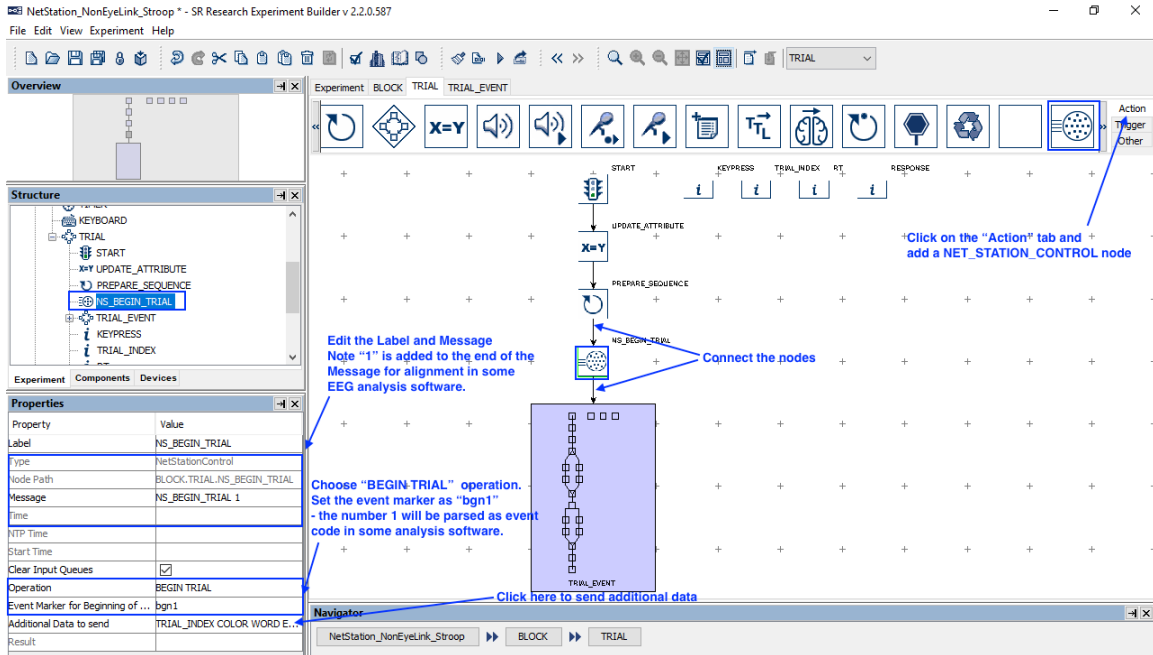 NetStation_NonEyeLink_Stroop * - SR Research Experiment Builder v 2.2.0.587
File Edit View Experiment Help
TRIAL
Overview
Experiment BLOCK TRIAL TRIAL_EVENT
X=Y
TTL
Action
Trigger
Other
Structure
KEYBOARD
TRIAL
START
X=Y UPDATE_ATTRIBUTE
PREPARE_SEQUENCE
NS_BEGIN_TRIAL
TRIAL_EVENT
KEYPRESS
TRIAL_INDEX
Experiment Components Devices
START
KEYPRESS TRIAL_INDEX RT RESPONSE
UPDATE_ATTRIBUTE
X=Y
PREPARE_SEQUENCE
NS_BEGIN_TRIAL
TRIAL_EVENT
Click on the “Action” tab and
add a NET_STATION_CONTROL node
Edit the Label and Message
Note “1” is added to the end of the
Message for alignment in some
EEG analysis software.
Connect the nodes
Choose “BEGIN TRIAL” operation.
Set the event marker as “bgn1”
- the number 1 will be parsed as event
code in some analysis software.
Click here to send additional data
Properties
Property Value
Label NS_BEGIN_TRIAL
Type NetStationControl
Node Path BLOCK.TRIAL.NS_BEGIN_TRIAL
Message NS_BEGIN_TRIAL 1
Time
NTP Time
Start Time
Clear Input Queues
Operation BEGIN TRIAL
Event Marker for Beginning of ... bgn1
Additional Data to send TRIAL_INDEX COLOR WORD E...
Result
Navigator
NetStation_NonEyeLink_Stroop BLOCK TRIAL